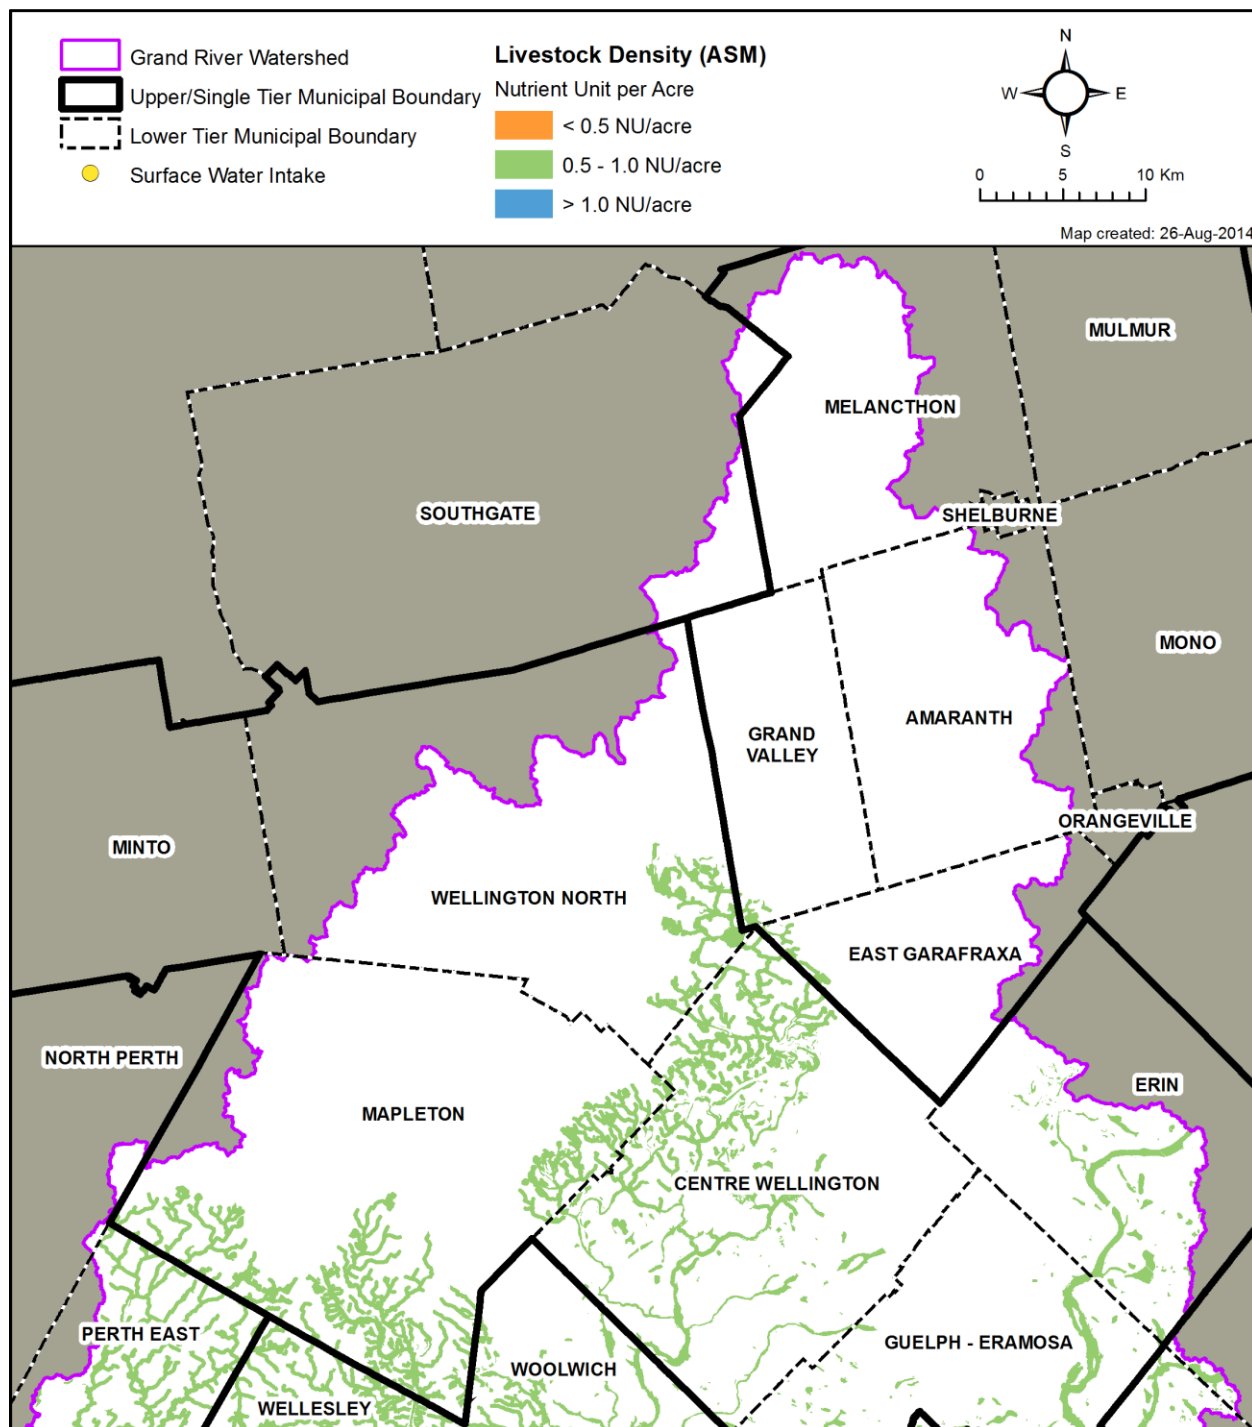 Grand River Watershed
Upper/Single Tier Municipal Boundary
Lower Tier Municipal Boundary
Surface Water Intake
Livestock Density (ASM)
Nutrient Unit per Acre
< 0.5 NU/acre
0.5 - 1.0 NU/acre
> 1.0 NU/acre
N
W E
S
0 5 10 Km
Map created: 26-Aug-2014
MULMUR
MELANCTHON
SOUTHGATE
SHELBURNE
MONO
AMARANTH
GRAND
VALLEY
ORANGEVILLE
MINTO
WELLINGTON NORTH
EAST GARAFRAXA
NORTH PERTH
ERIN
MAPLETON
CENTRE WELLINGTON
PERTH EAST
GUELPH - ERAMOSA
WOOLWICH
WELLESLEY